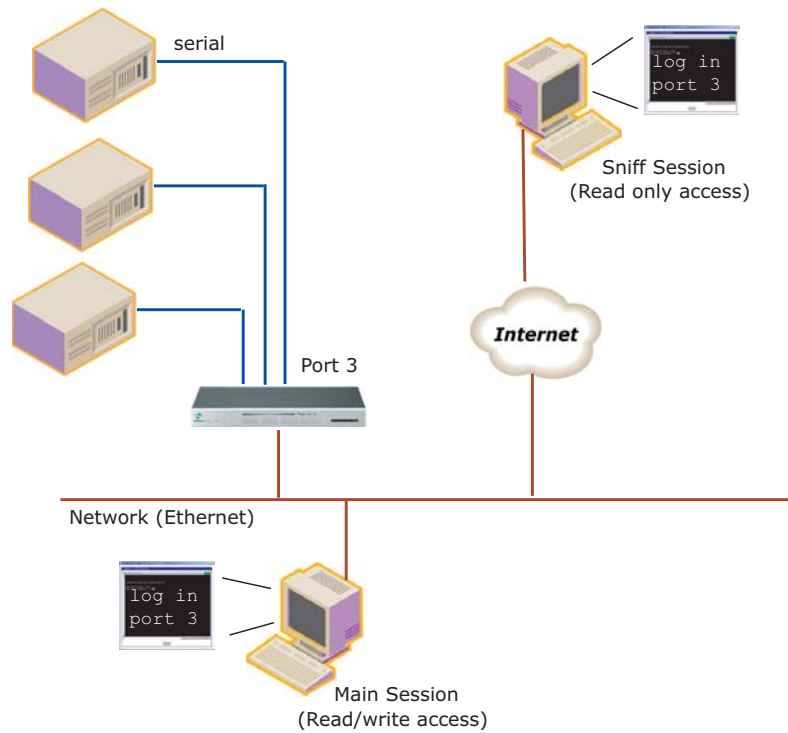 serial
log in
port 3
Sniff Session
(Read only access)
Internet
Port 3
Network (Ethernet)
log in
port 3
Main Session
(Read/write access)